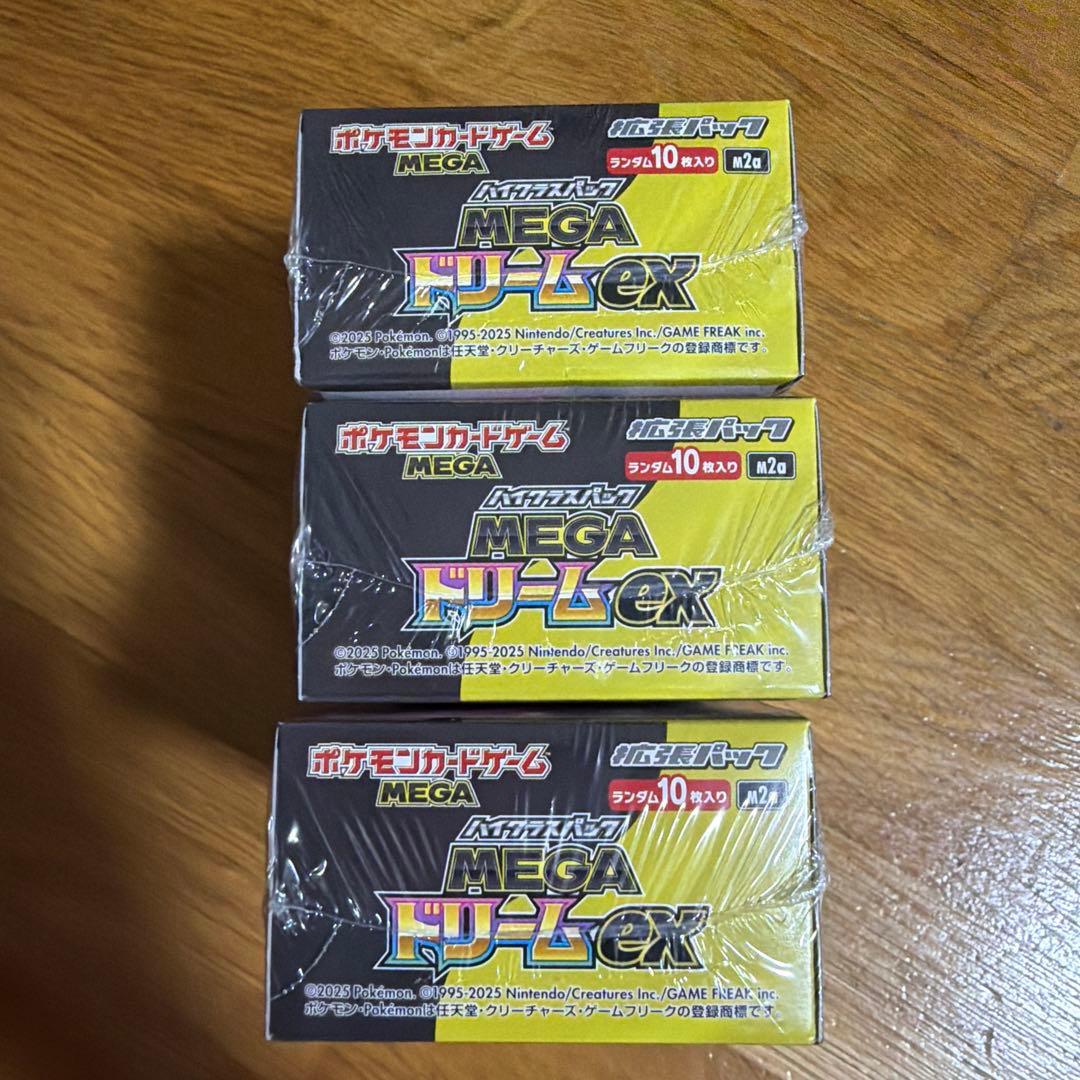 ポケモンカードゲーム
MEGA
拡張パック
ランダム10枚入り M2a
ハイクラスパック
MEGA
ドリームex
©2025 Pokémon. ©1995-2025 Nintendo/Creatures Inc./GAME FREAK inc.
ポケモン・Pokémonは任天堂・クリーチャーズ・ゲームフリークの登録商標です。
ポケモンカードゲーム
MEGA
拡張パック
ランダム10枚入り M2a
ハイクラスパック
MEGA
ドリームex
©2025 Pokémon. ©1995-2025 Nintendo/Creatures Inc./GAME FREAK inc.
ポケモン・Pokémonは任天堂・クリーチャーズ・ゲームフリークの登録商標です。
ポケモンカードゲーム
MEGA
拡張パック
ランダム10枚入り M2a
ハイクラスパック
MEGA
ドリームex
©2025 Pokémon. ©1995-2025 Nintendo/Creatures Inc./GAME FREAK inc.
ポケモン・Pokémonは任天堂・クリーチャーズ・ゲームフリークの登録商標です。